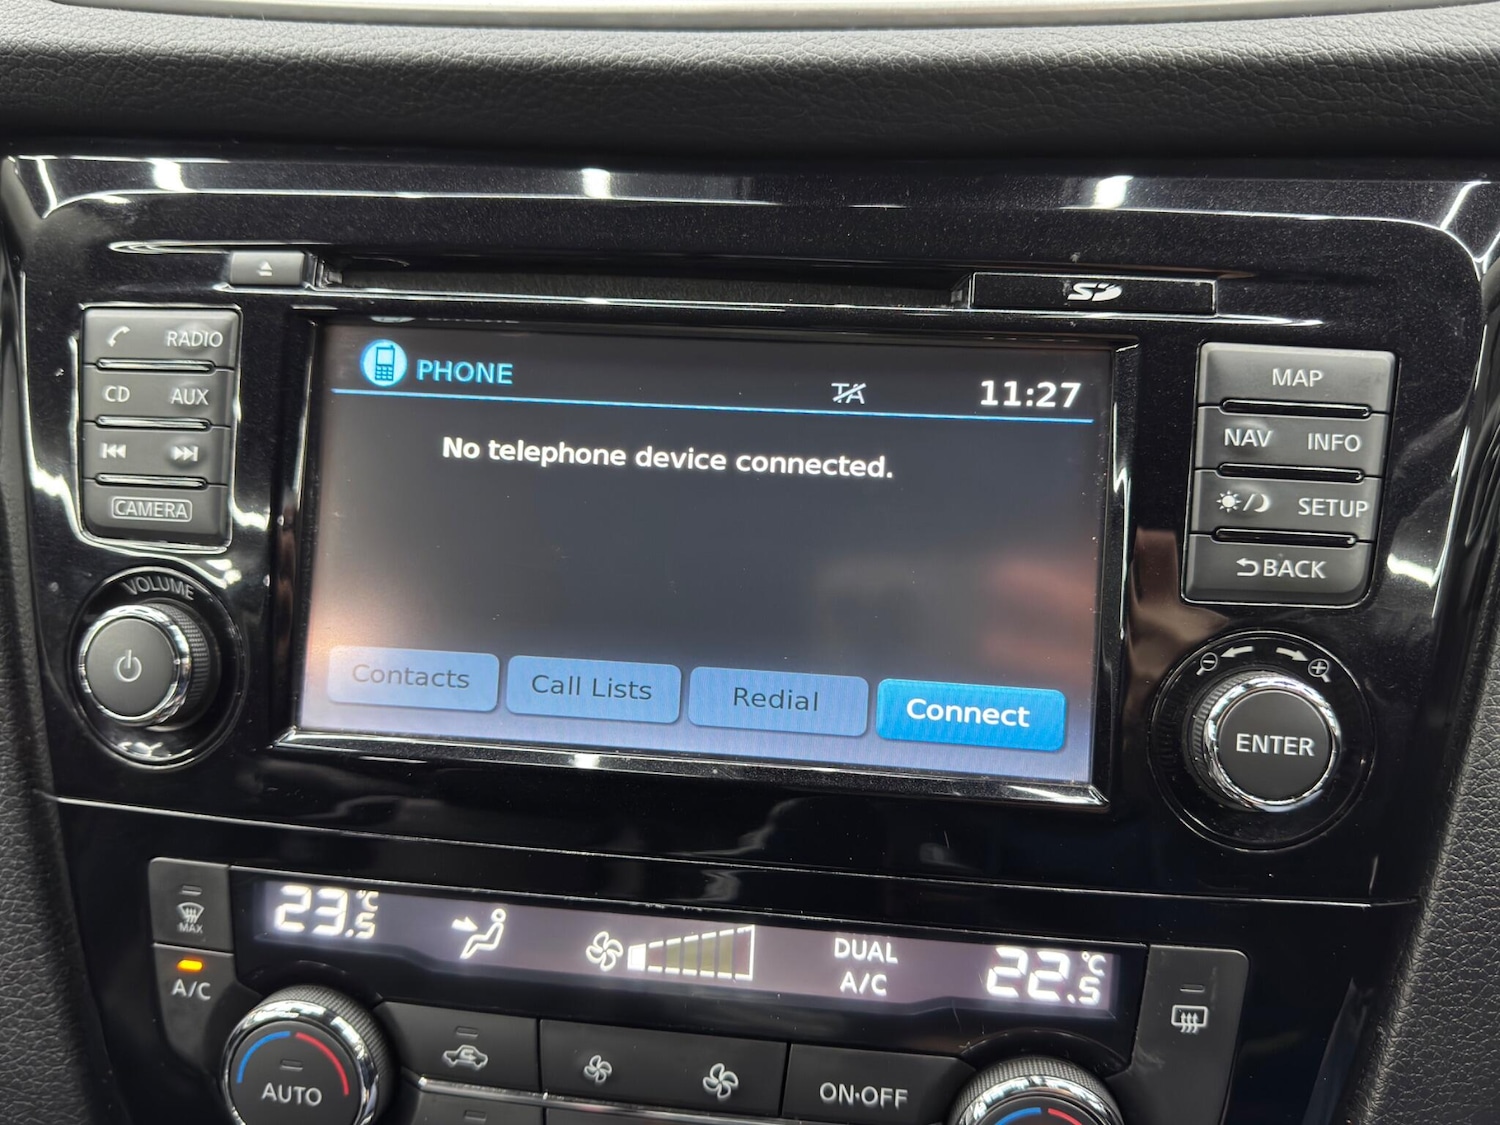 SD
RADIO
CD AUX
CAMERA
VOLUME
PHONE
TA
11:27
No telephone device connected.
Contacts
Call Lists
Redial
Connect
MAP
NAV INFO
SETUP
BACK
ENTER
MAX
A/C
23.5°C
DUAL
A/C
22.5°C
AUTO
ON·OFF